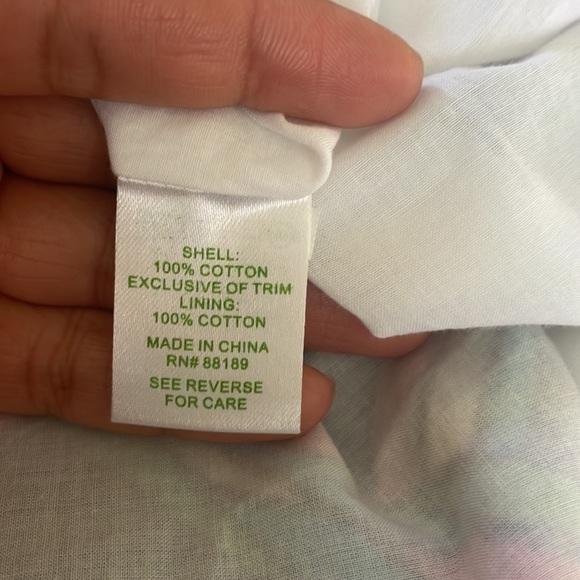 SHELL:
100% COTTON
EXCLUSIVE OF TRIM
LINING:
100% COTTON
MADE IN CHINA
RN# 88189
SEE REVERSE
FOR CARE